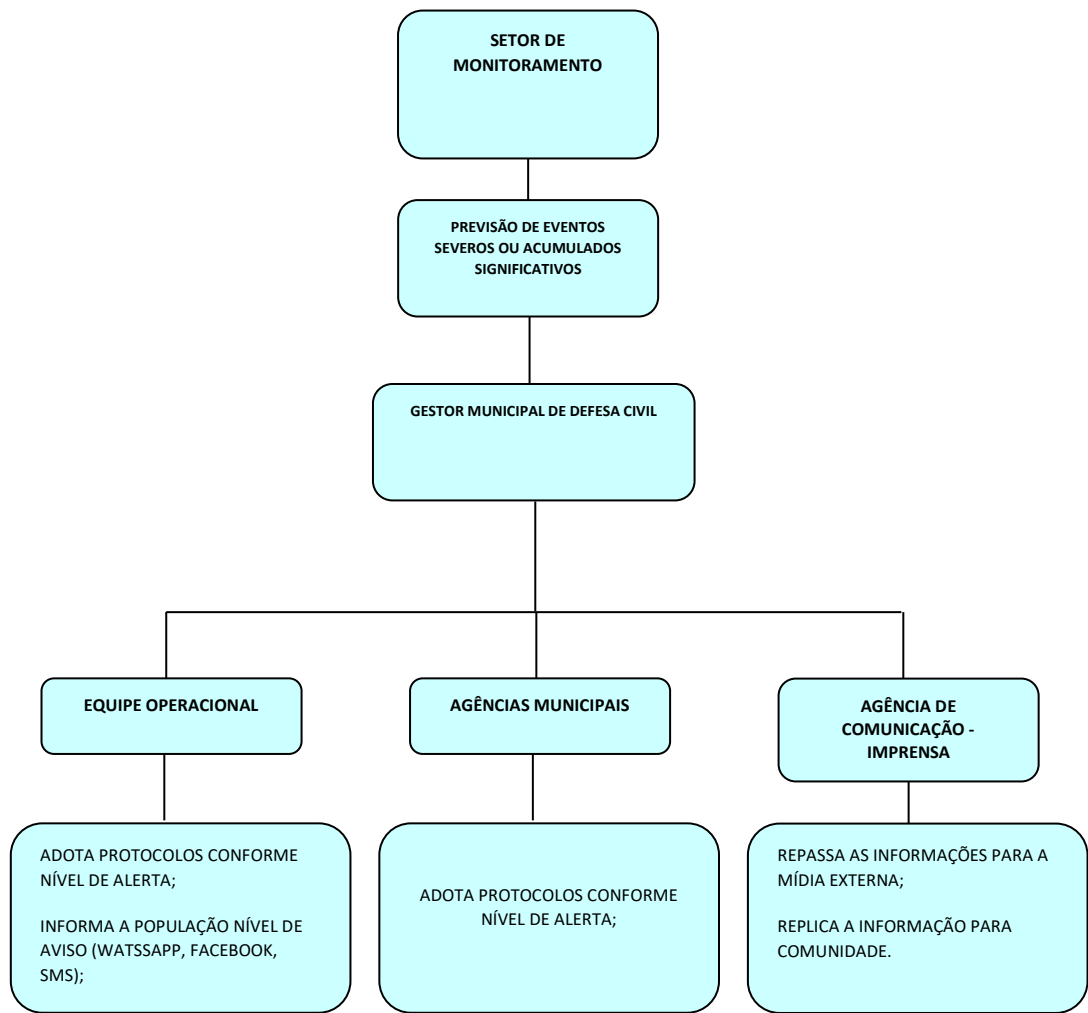 SETOR DE
MONITORAMENTO
PREVISÃO DE EVENTOS
SEVEROS OU ACUMULADOS
SIGNIFICATIVOS
GESTOR MUNICIPAL DE DEFESA CIVIL
EQUIPE OPERACIONAL
AGÊNCIAS MUNICIPAIS
AGÊNCIA DE
COMUNICAÇÃO -
IMPRENSA
ADOTA PROTOCOLOS CONFORME
NÍVEL DE ALERTA;
INFORMA A POPULAÇÃO NÍVEL DE
AVISO (WATSSAPP, FACEBOOK,
SMS);
ADOTA PROTOCOLOS CONFORME
NÍVEL DE ALERTA;
REPASSA AS INFORMAÇÕES PARA A
MÍDIA EXTERNA;
REPLICA A INFORMAÇÃO PARA
COMUNIDADE.